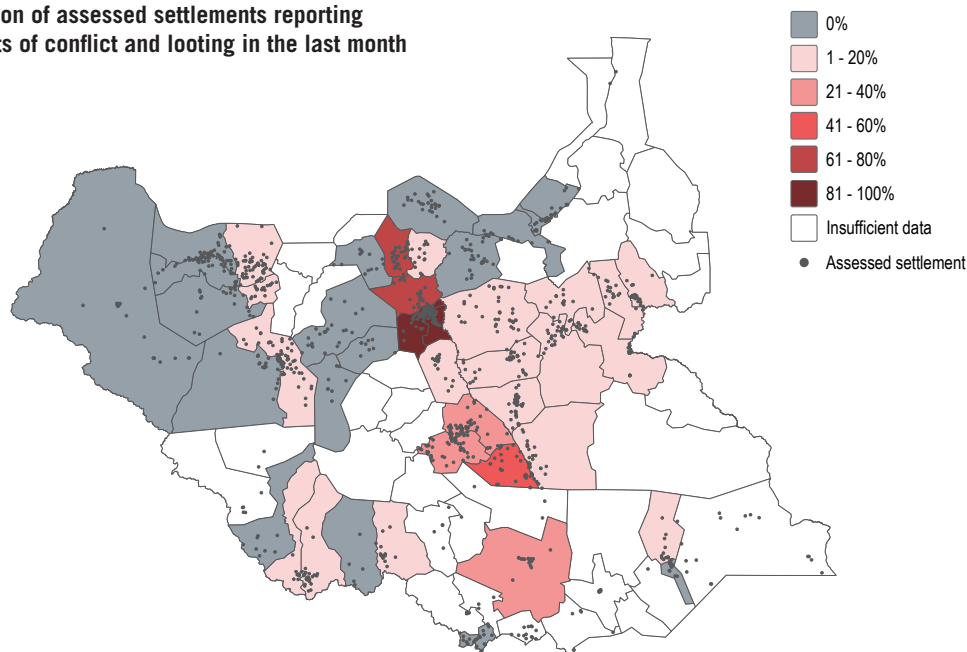 of assessed settlements reporting
of conflict and looting in the last month
0%
1 - 20%
21 - 40%
41 - 60%
61 - 80%
81 - 100%
Insufficient data
Assessed settlement